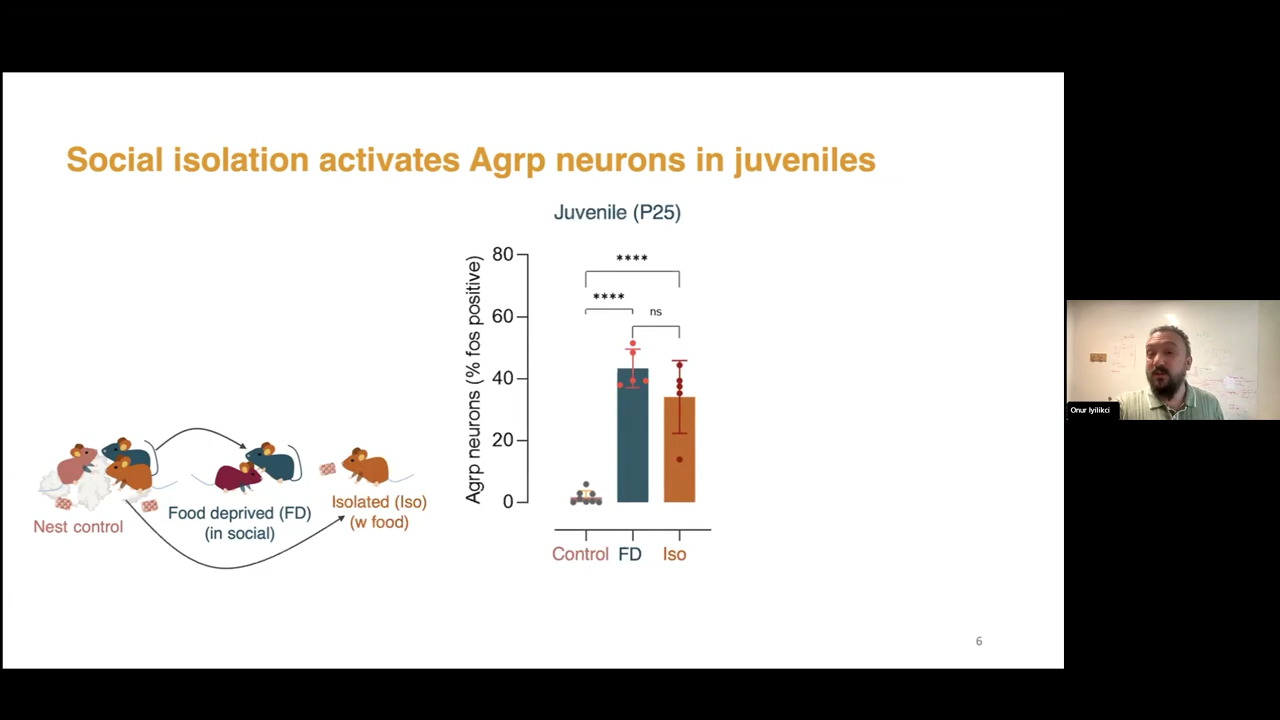 Social isolation activates Agrp neurons in juveniles
Juvenile (P25)
Agrp neurons (% fos positive)
80
60
40
20
0
****
****
ns
Control
FD
Iso
Nest control
Food deprived (FD)
(in social)
Isolated (Iso)
(w food)
6
Onur Iyilikci